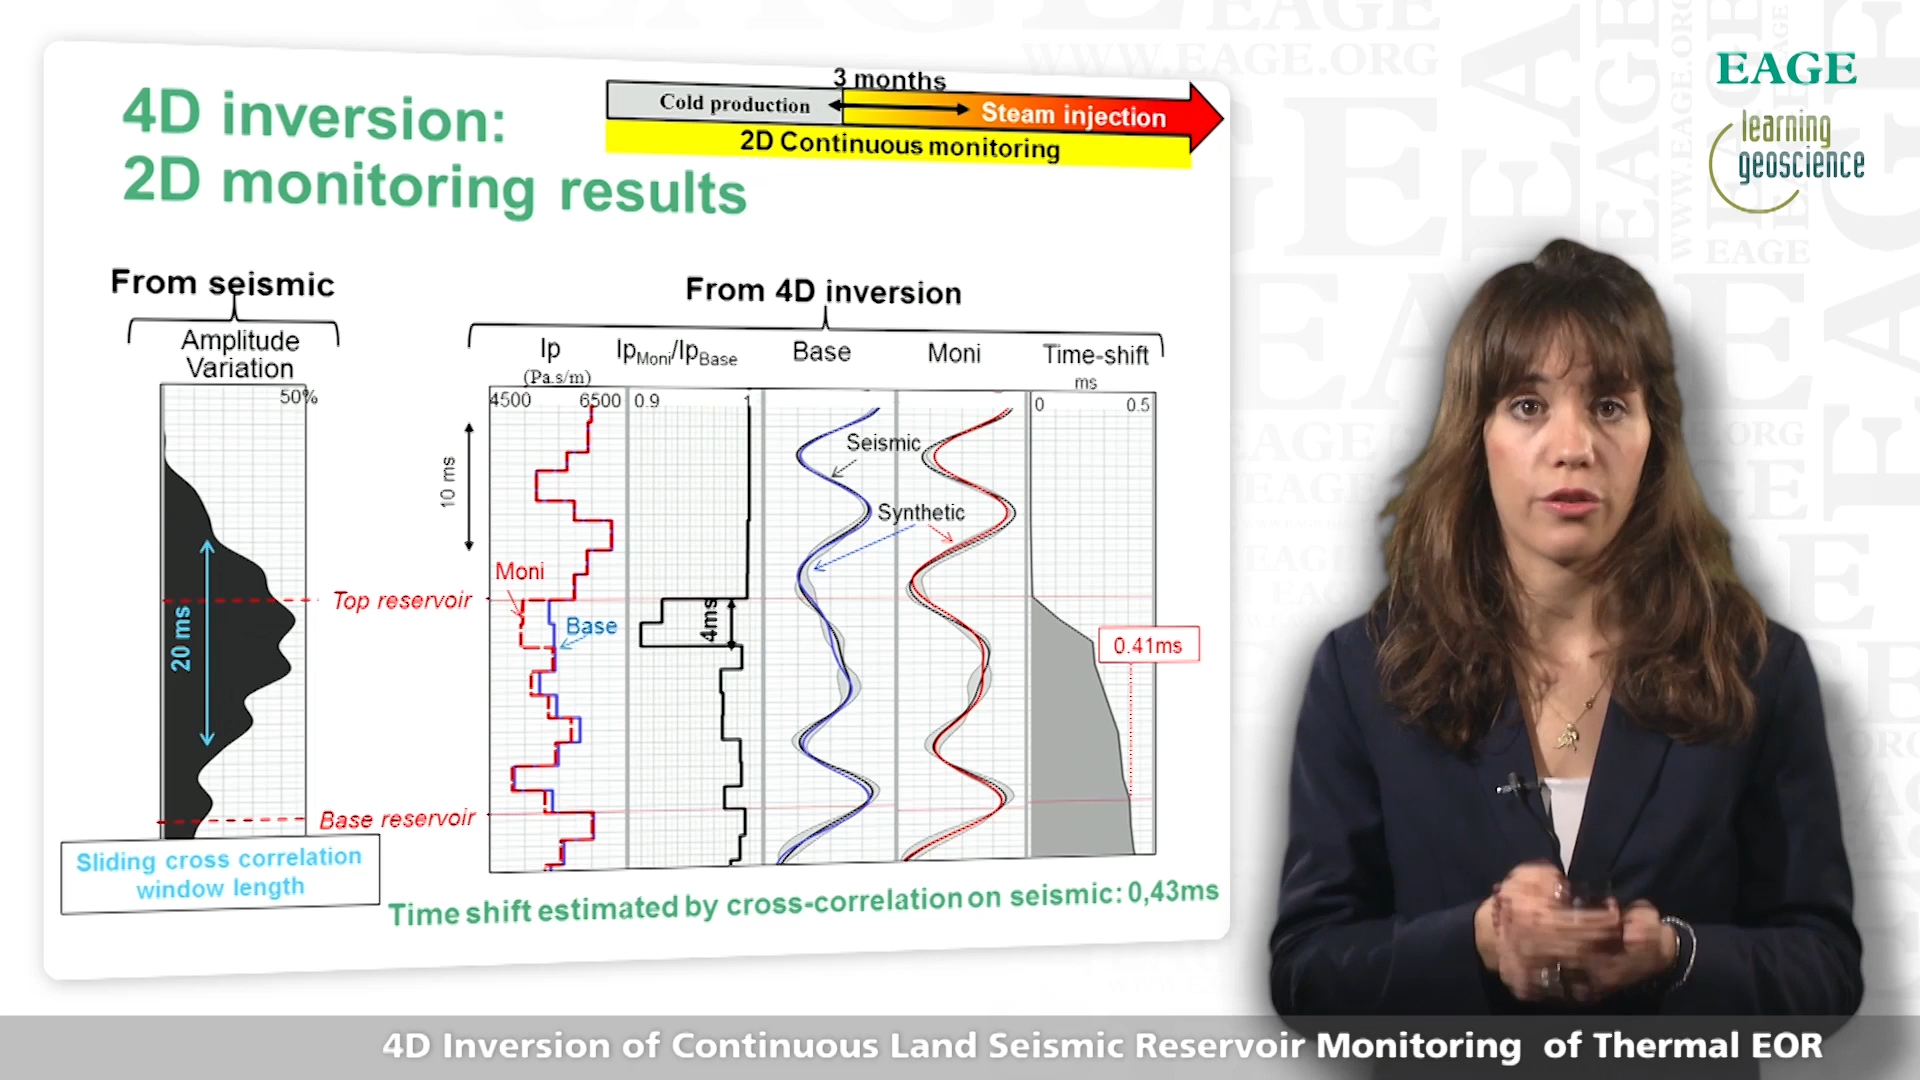 4D inversion:
2D monitoring results
3 months
Cold production
Steam injection
2D Continuous monitoring
EAGE
learning
geoscience
From seismic
Amplitude
Variation
50%
20 ms
Sliding cross correlation
window length
From 4D inversion
Ip
(Pa.s/m)
IpMoni/IpBase
Base
Moni
Time-shift
ms
4500
6500
0.9
1
0
0.5
10 ms
Seismic
Synthetic
Moni
Base
4ms
Top reservoir
0.41ms
Base reservoir
Time shift estimated by cross-correlation on seismic: 0,43ms
4D Inversion of Continuous Land Seismic Reservoir Monitoring of Thermal EOR
WWW.EAGE.ORG
EAGE